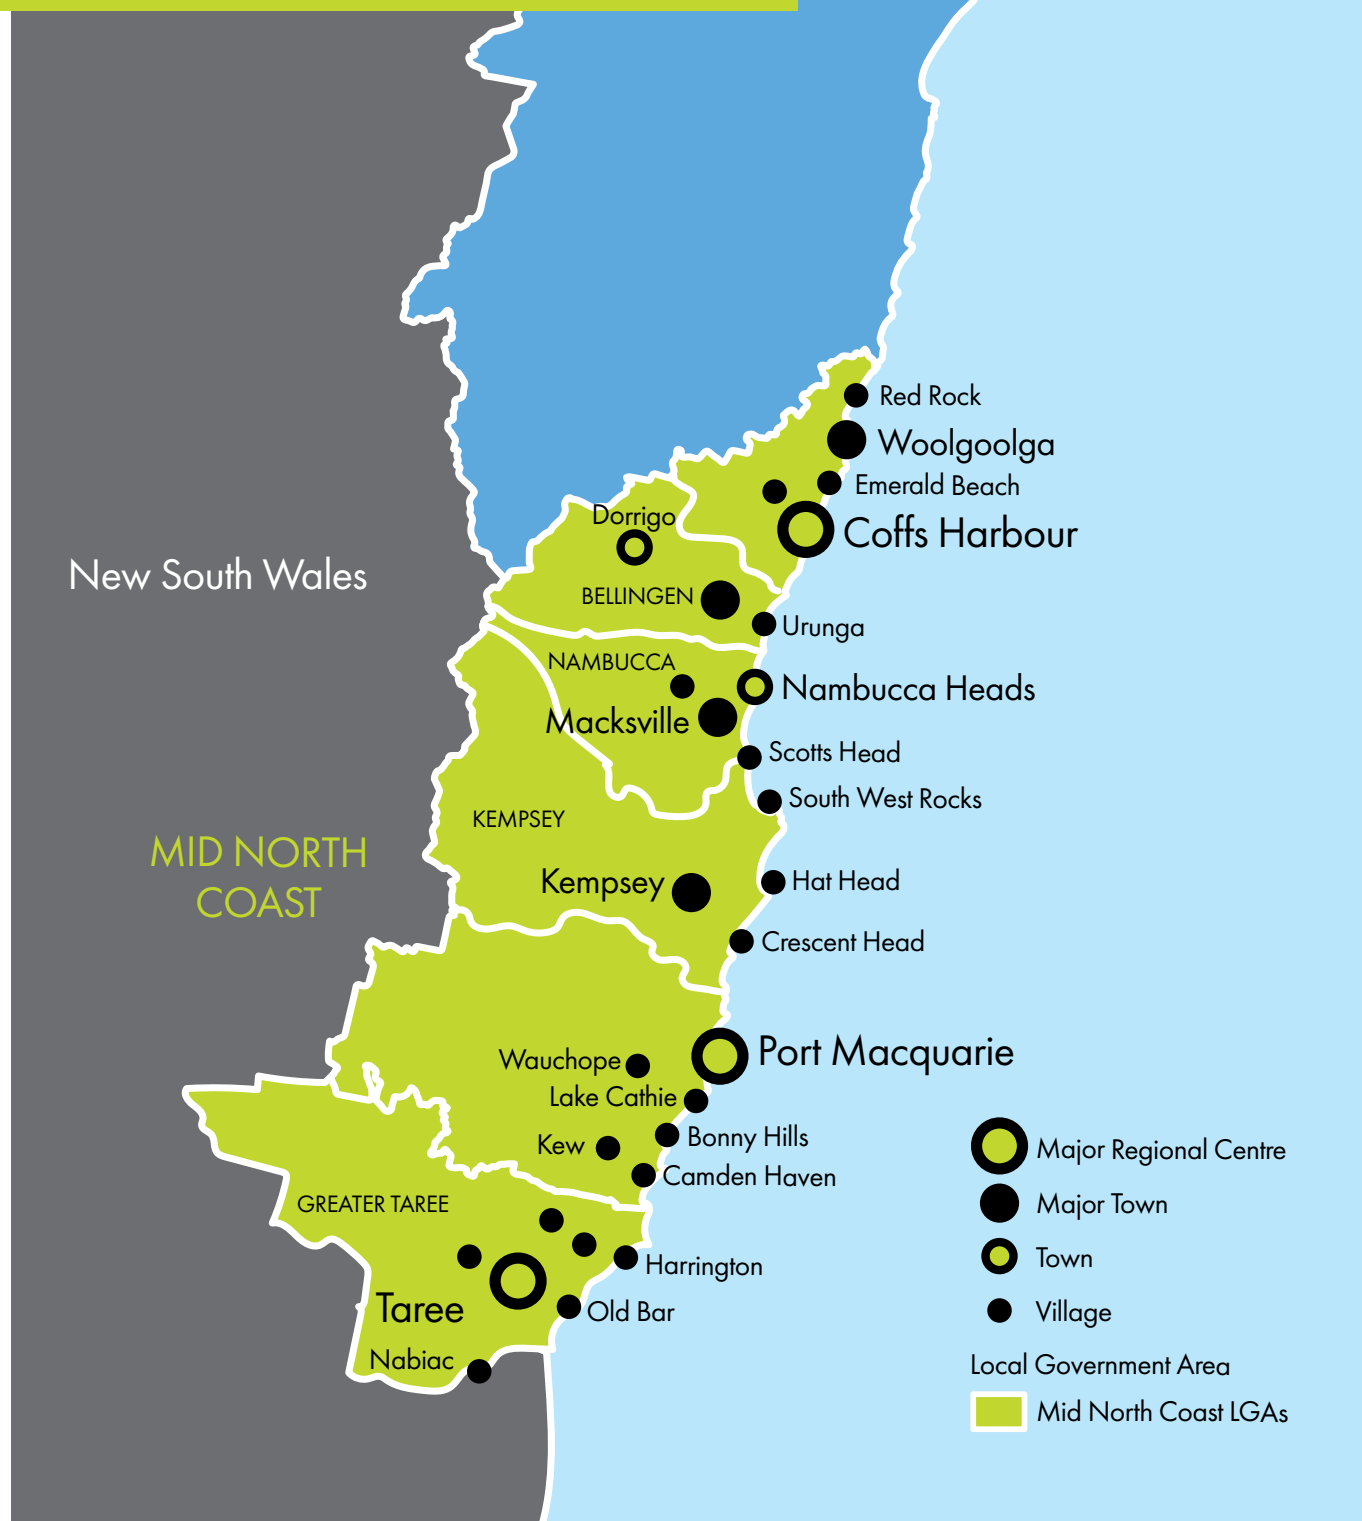 Red Rock
Woolgoolga
Emerald Beach
Dorrigo
Coffs Harbour
New South Wales
BELLINGEN
Urunga
NAMBUCCA
Nambucca Heads
Macksville
Scotts Head
South West Rocks
KEMPSEY
MID NORTH
COAST
Kempsey
Hat Head
Crescent Head
Port Macquarie
Wauchope
Lake Cathie
Kew
Bonny Hills
Camden Haven
GREATER TAREE
Harrington
Taree
Old Bar
Nabiac
Major Regional Centre
Major Town
Town
Village
Local Government Area
Mid North Coast LGAs